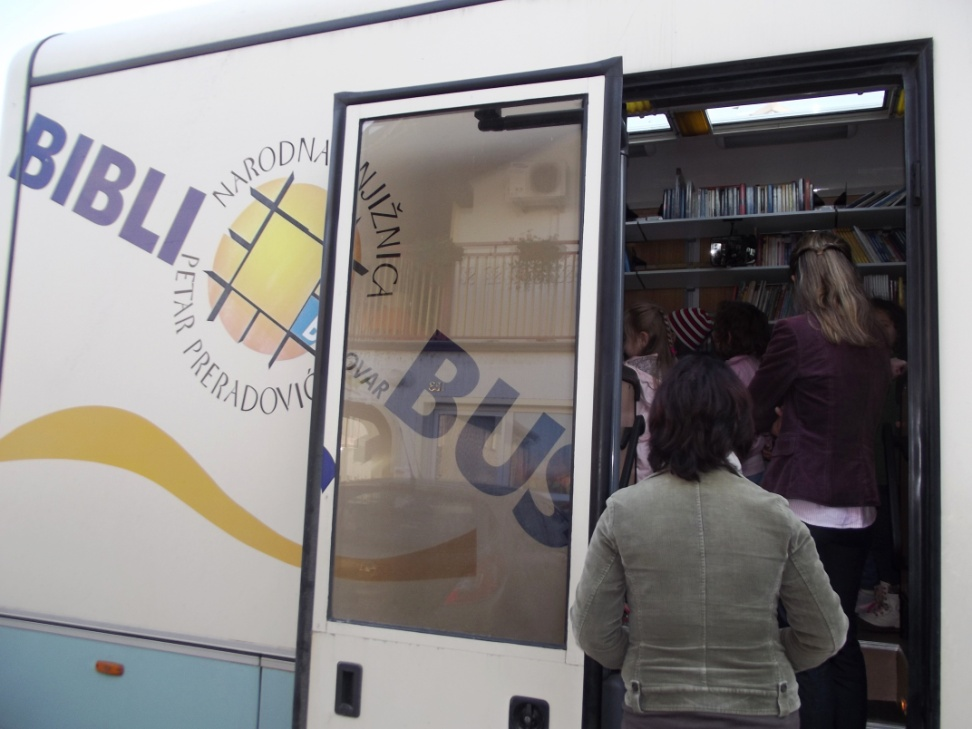 BIBLI
NARODNA KNJIŽNICA
PETAR PRERADOVIĆ
BUS